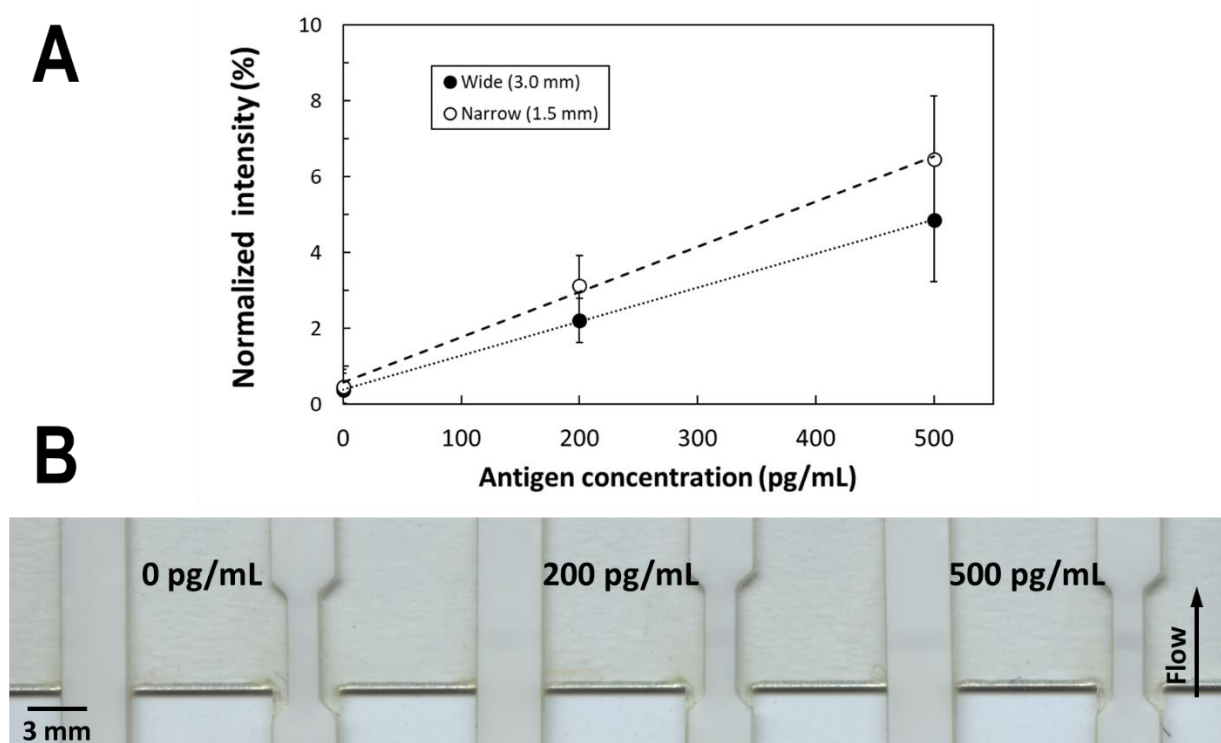 A
Normalized intensity (%)
10
8
6
4
2
0
Wide (3.0 mm)
Narrow (1.5 mm)
0 100 200 300 400 500
Antigen concentration (pg/mL)
B
0 pg/mL 200 pg/mL 500 pg/mL
Flow
3 mm